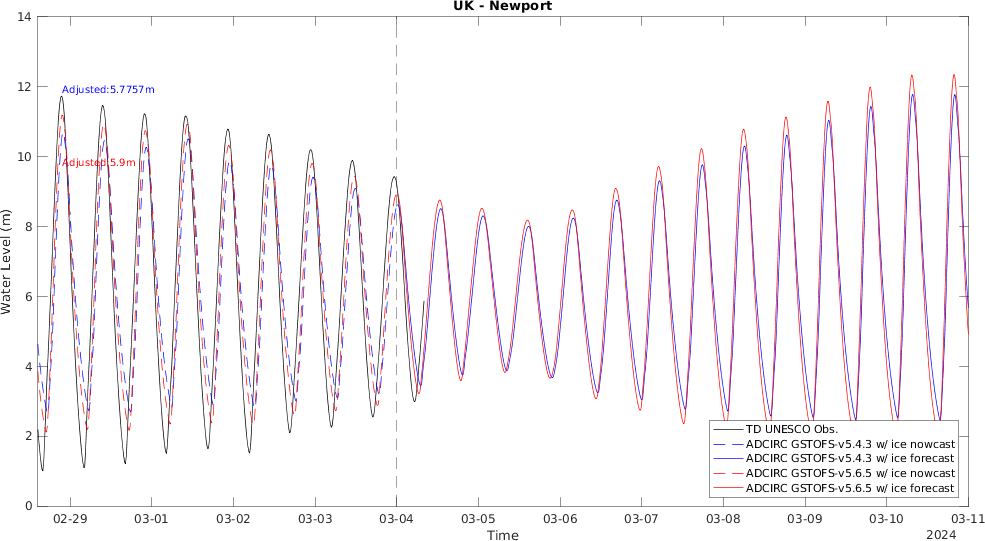 UK - Newport
14
12
10
8
6
4
2
0
Water Level (m)
Adjusted:5.7757m
Adjusted:5.9m
TD UNESCO Obs.
ADCIRC GSTOFS-v5.4.3 w/ ice nowcast
ADCIRC GSTOFS-v5.4.3 w/ ice forecast
ADCIRC GSTOFS-v5.6.5 w/ ice nowcast
ADCIRC GSTOFS-v5.6.5 w/ ice forecast
02-29 03-01 03-02 03-03 03-04 03-05 03-06 03-07 03-08 03-09 03-10 03-11
Time
2024